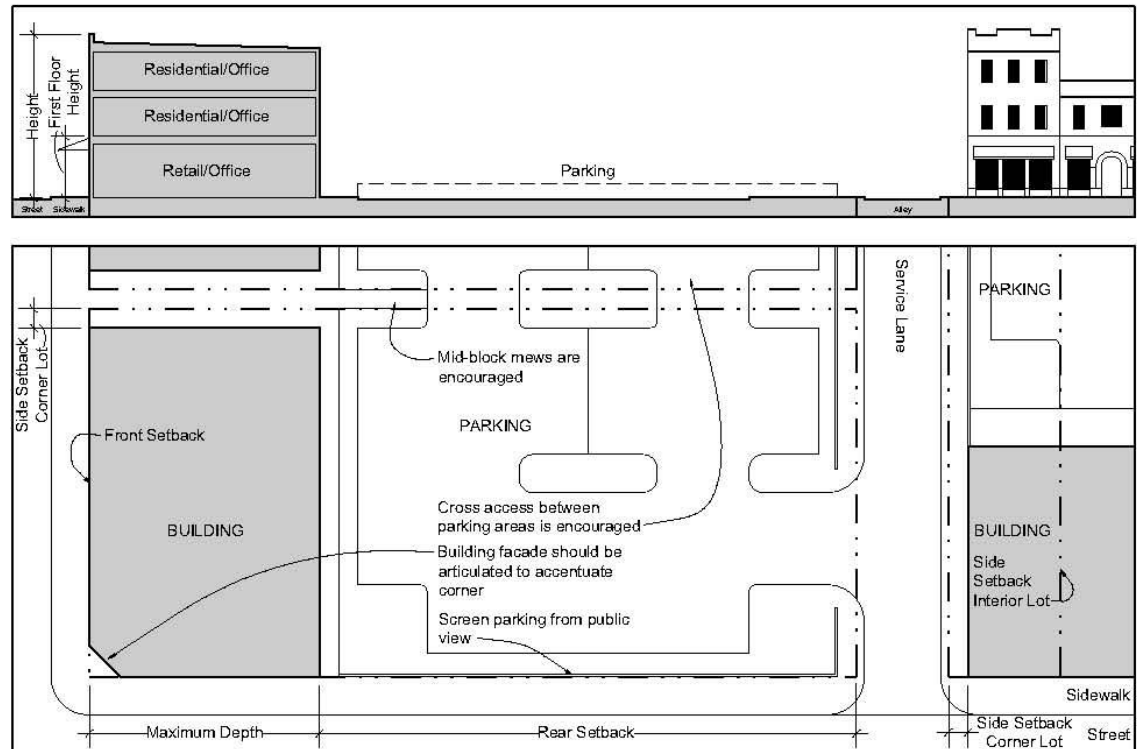 Height
First Floor
Height
Residential/Office
Residential/Office
Retail/Office
Parking
Street
Sidewalk
Alley
Side Setback
Corner Lot
Front Setback
BUILDING
Mid-block mews are
encouraged
PARKING
Cross access between
parking areas is encouraged
Building facade should be
articulated to accentuate
corner
Screen parking from public
view
Service Lane
PARKING
BUILDING
Side
Setback
Interior Lot
Sidewalk
Maximum Depth
Rear Setback
Side Setback
Corner Lot
Street